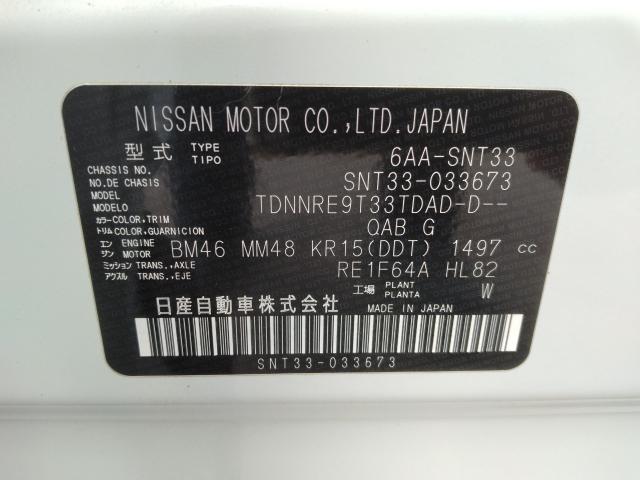 NISSAN MOTOR CO.,LTD.JAPAN
型式 TYPE TIPO 6AA-SNT33
CHASSIS NO. NO.DE CHASIS SNT33-033673
MODEL MODELO TDNNRE9T33TDAD-D--
カラー COLOR,TRIM トリム COLOR,GUARNICION QAB G
エンジン ENGINE MOTOR BM46 MM48 KR15(DDT) 1497 cc
ミッション TRANS.,AXLE アクスル TRANS.,EJE RE1F64A HL82
工場 PLANT PLANTA W
日産自動車株式会社 MADE IN JAPAN
SNT33-033673